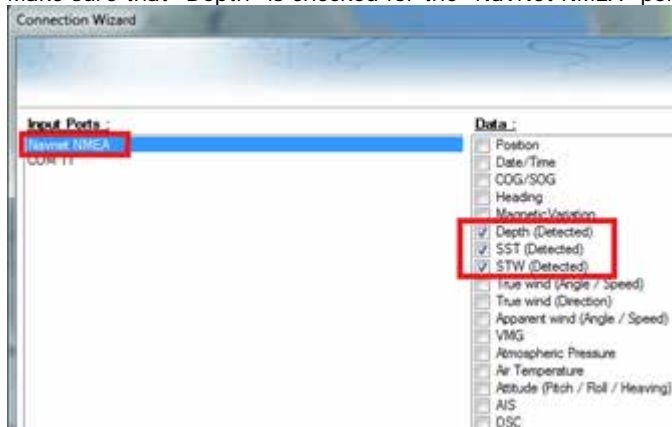 Make sure that "Depth" is checked for the "NavNet NMEA" por
Connection Wizard
Input Ports :
Navnet NMEA
COM 11
Data :
Position
Date/Time
COG/SOG
Heading
Magnetic Variation
Depth (Detected)
SST (Detected)
STW (Detected)
True wind (Angle / Speed)
True wind (Direction)
Apparent wind (Angle / Speed)
VMG
Atmospheric Pressure
Air Temperature
Attitude (Pitch / Roll / Heaving)
AIS
DSC